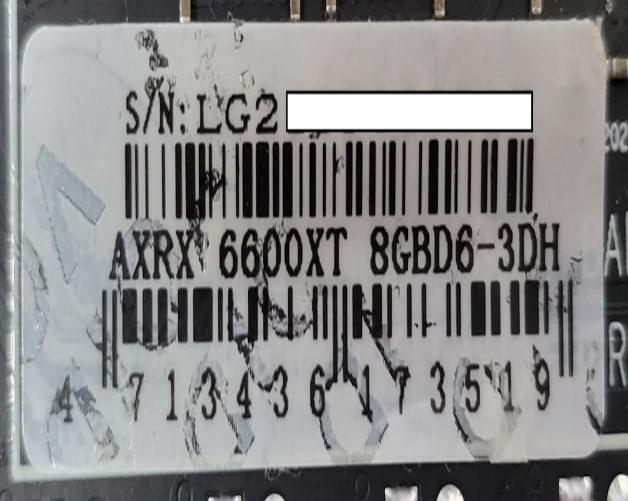 S/N: LG2
AXRX 6600XT 8GBD6-3DH
4 713436 173519